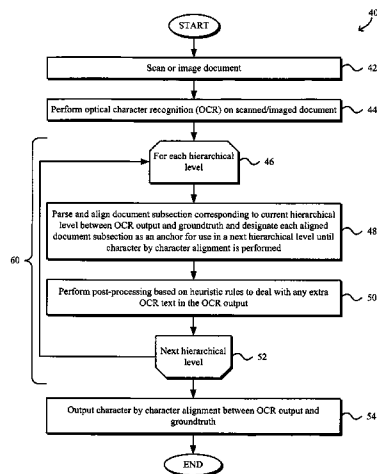 40
START
Scan or image document
42
Perform optical character recognition (OCR) on scanned/imaged document
44
For each hierarchical
level
46
Parse and align document subsection corresponding to current hierarchical
level between OCR output and groundtruth and designate each aligned
document subsection as an anchor for use in a next hierarchical level until
character by character alignment is performed
48
60
Perform post-processing based on heuristic rules to deal with any extra
OCR text in the OCR output
50
Next hierarchical
level
52
Output character by character alignment between OCR output and
groundtruth
54
END